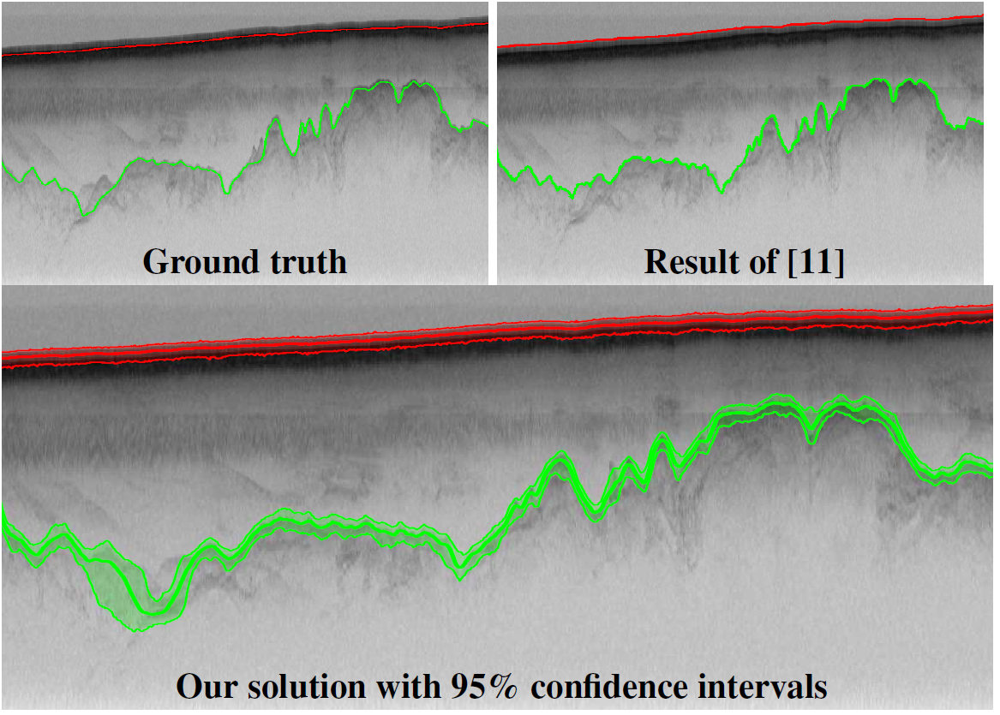 Ground truth
Result of [11]
Our solution with 95% confidence intervals